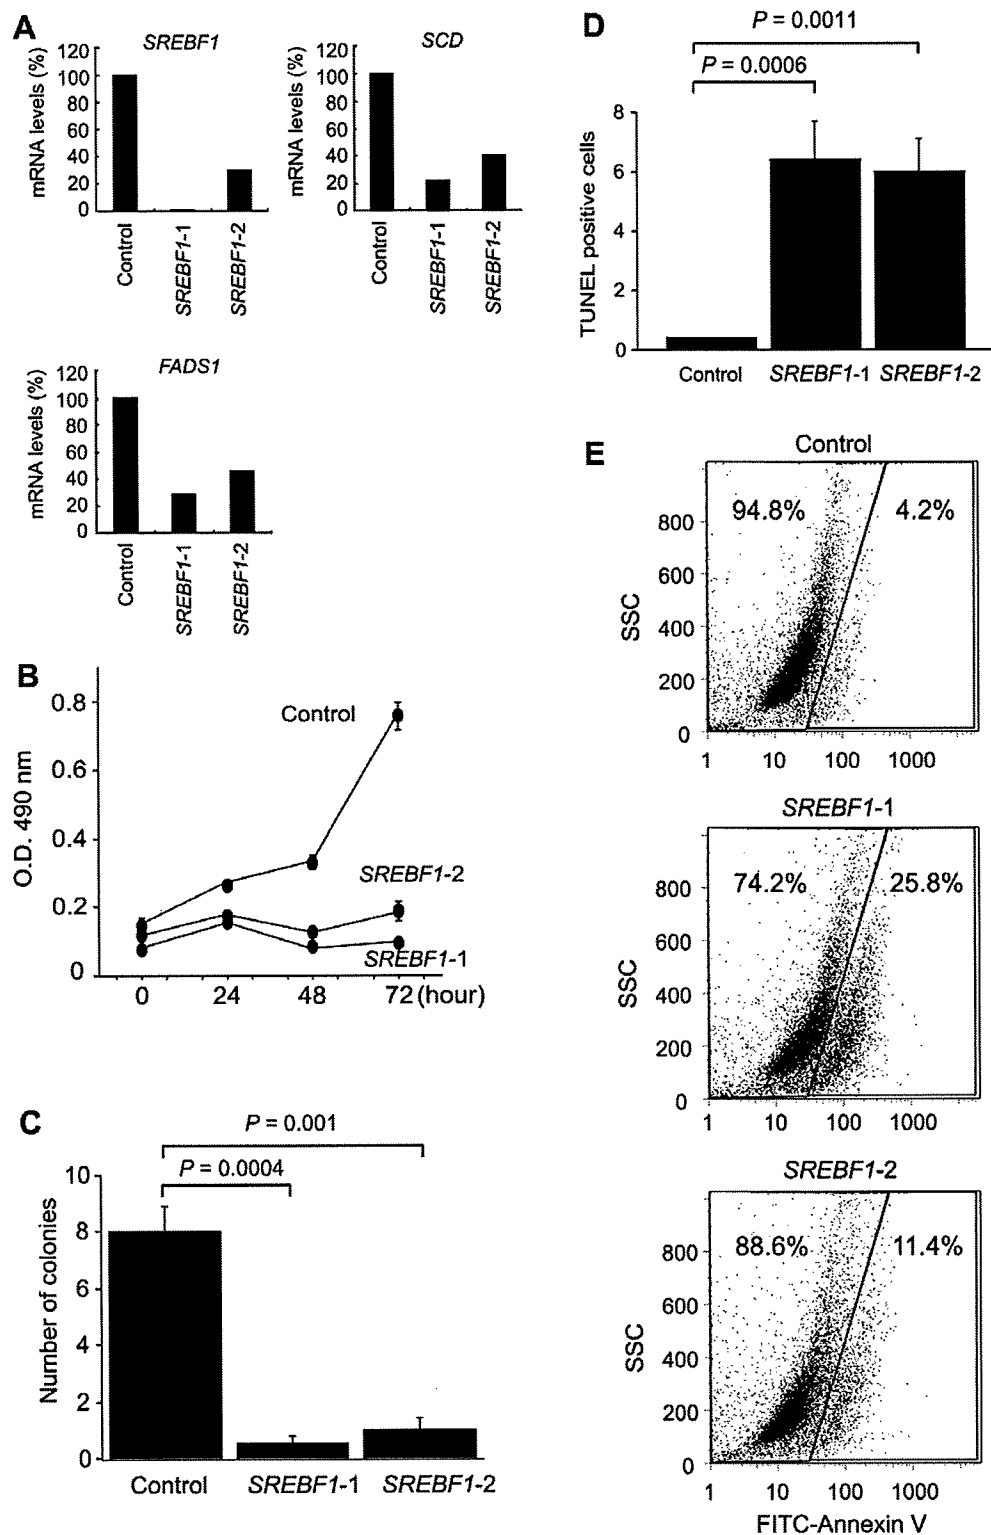 A
SREBF1
mRNA levels (%)
120
100
80
60
40
20
0
Control
SREBF1-1
SREBF1-2
SCD
mRNA levels (%)
120
100
80
60
40
20
0
Control
SREBF1-1
SREBF1-2
FADS1
mRNA levels (%)
120
100
80
60
40
20
0
Control
SREBF1-1
SREBF1-2
B
O.D. 490 nm
0.8
0.6
0.4
0.2
0
Control
SREBF1-2
SREBF1-1
0 24 48 72 (hour)
C
P = 0.001
P = 0.0004
Number of colonies
10
8
6
4
2
0
Control SREBF1-1 SREBF1-2
D
P = 0.0011
P = 0.0006
TUNEL positive cells
8
6
4
2
0
Control SREBF1-1 SREBF1-2
E
Control
94.8% 4.2%
SSC
800
600
400
200
0
1 10 100 1000
SREBF1-1
74.2% 25.8%
SSC
800
600
400
200
0
1 10 100 1000
SREBF1-2
88.6% 11.4%
SSC
800
600
400
200
0
1 10 100 1000
FITC-Annexin V